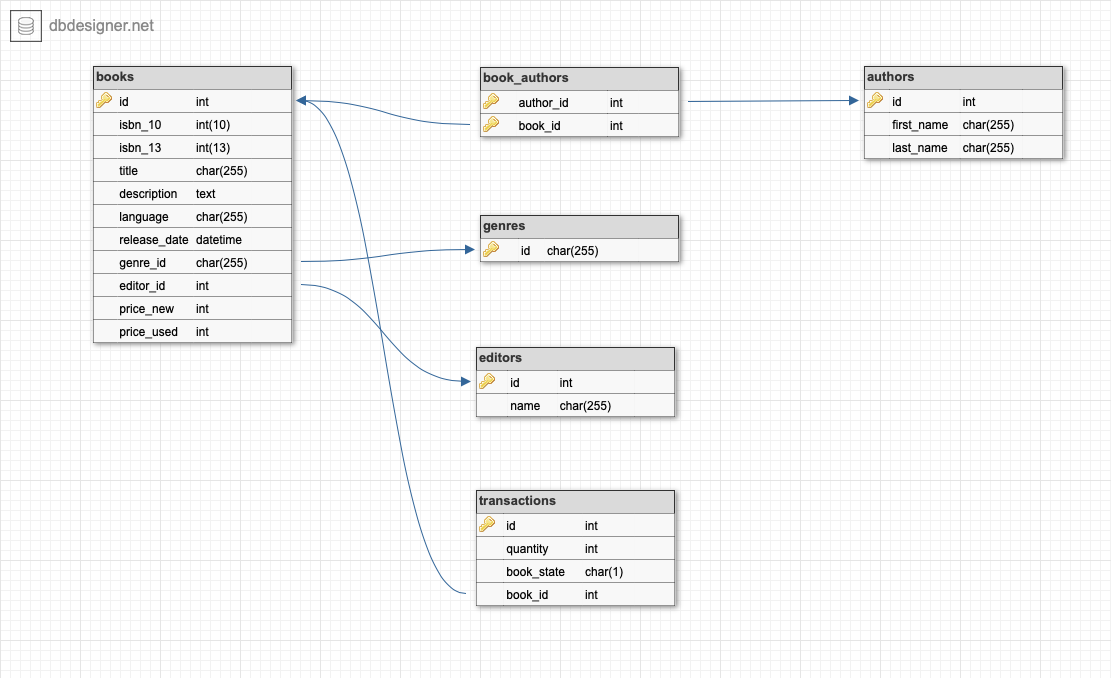 dbdesigner.net
books
id int
isbn_10 int(10)
isbn_13 int(13)
title char(255)
description text
language char(255)
release_date datetime
genre_id char(255)
editor_id int
price_new int
price_used int
book_authors
author_id int
book_id int
authors
id int
first_name char(255)
last_name char(255)
genres
id char(255)
editors
id int
name char(255)
transactions
id int
quantity int
book_state char(1)
book_id int